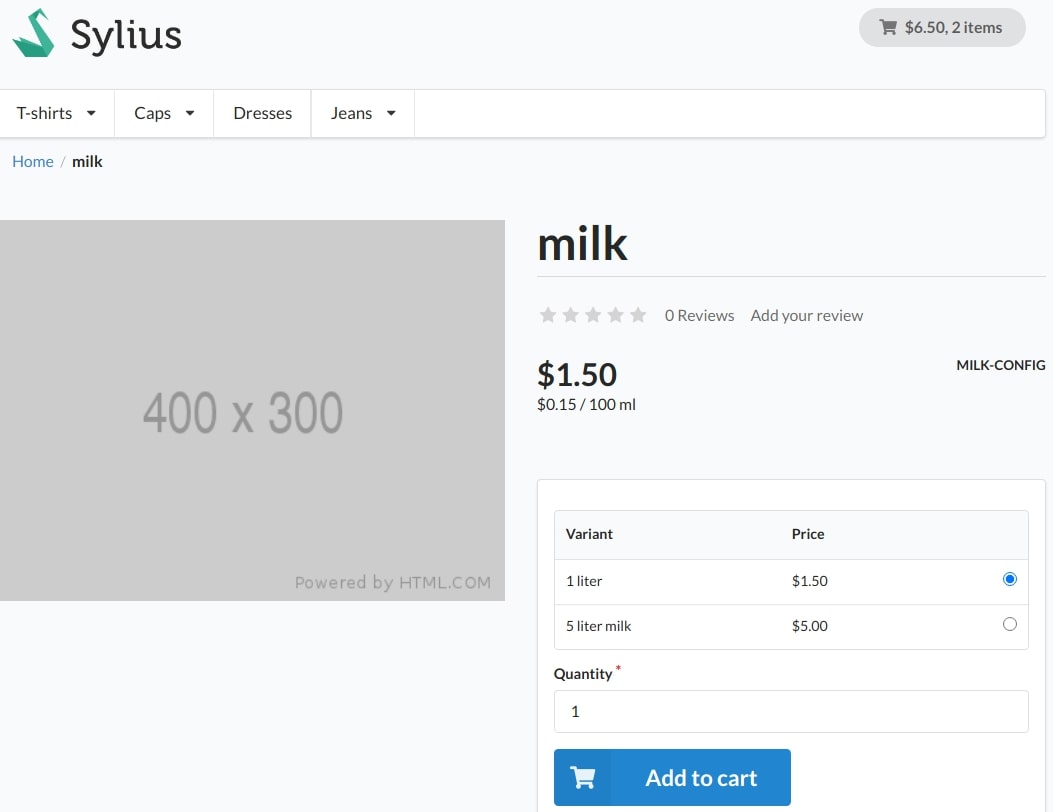 Sylius
$6.50, 2 items
T-shirts Caps Dresses Jeans
Home / milk
400 x 300
Powered by HTML.COM
milk
0 Reviews Add your review
$1.50
MILK-CONFIG
$0.15 / 100 ml
Variant Price
1 liter $1.50
5 liter milk $5.00
Quantity *
1
Add to cart